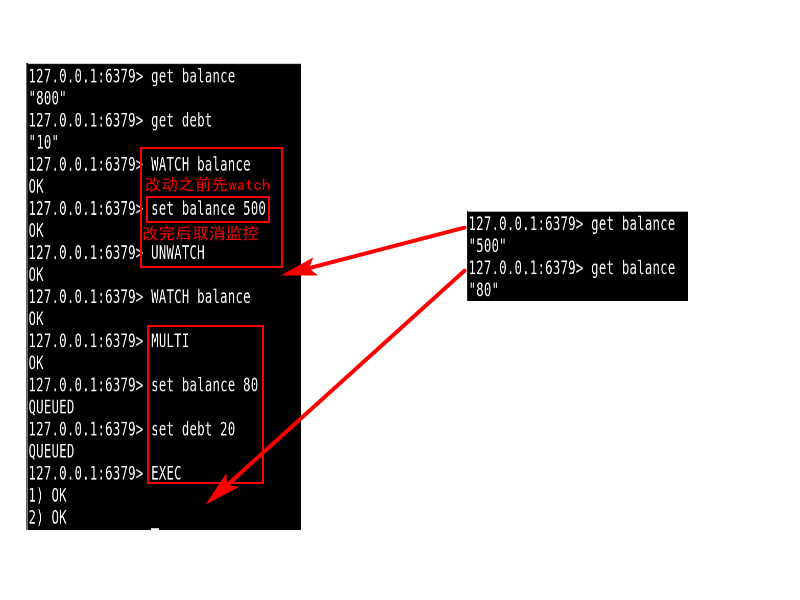 127.0.0.1:6379> get balance
"800"
127.0.0.1:6379> get debt
"10"
127.0.0.1:6379> WATCH balance
改动之前先watch
OK
127.0.0.1:6379> set balance 500
OK
改完后取消监控
127.0.0.1:6379> UNWATCH
OK
127.0.0.1:6379> WATCH balance
OK
127.0.0.1:6379> MULTI
OK
127.0.0.1:6379> set balance 80
QUEUED
127.0.0.1:6379> set debt 20
QUEUED
127.0.0.1:6379> EXEC
1) OK
2) OK
127.0.0.1:6379> get balance
"500"
127.0.0.1:6379> get balance
"80"